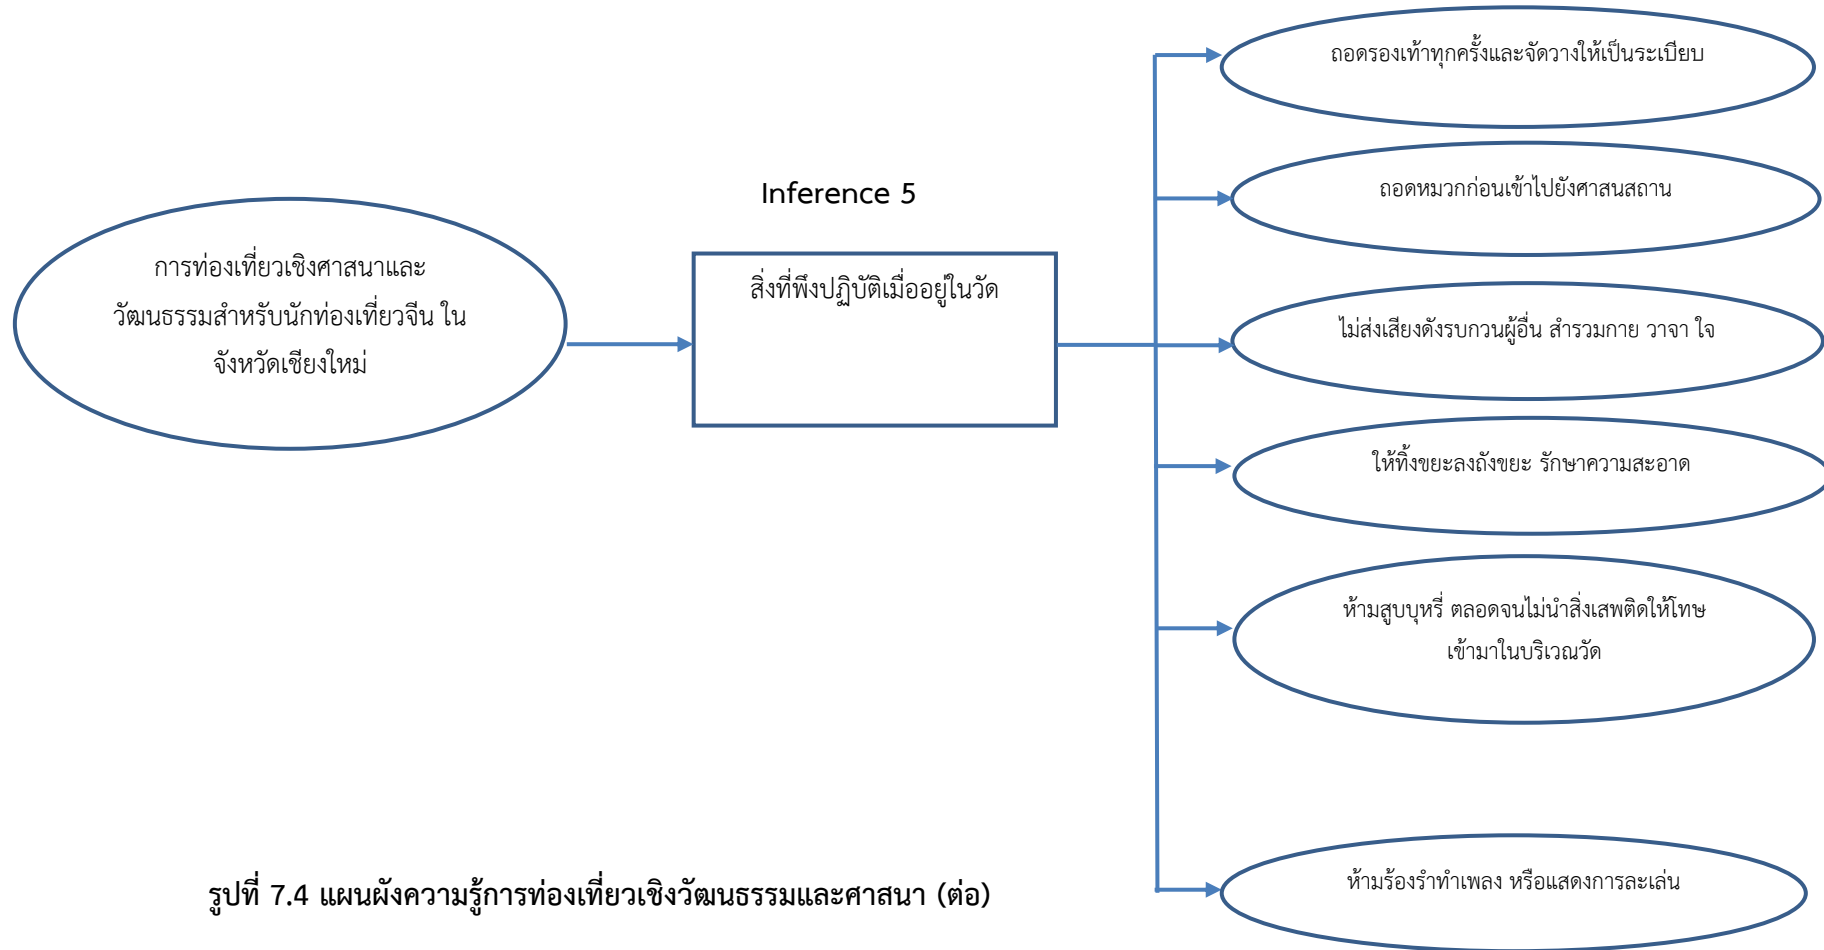 ถอดรองเท้าทุกครั้งและจัดวางให้เป็นระเบียบ
ถอดหมวกก่อนเข้าไปยังศาสนสถาน
Inference 5
การท่องเที่ยวเชิงศาสนาและ
วัฒนธรรมสำหรับนักท่องเที่ยวจีน ใน
จังหวัดเชียงใหม่
สิ่งที่พึงปฏิบัติเมื่ออยู่ในวัด
ไม่ส่งเสียงดังรบกวนผู้อื่น สำรวมกาย วาจา ใจ
ให้ทิ้งขยะลงถังขยะ รักษาความสะอาด
ห้ามสูบบุหรี่ ตลอดจนไม่นำสิ่งเสพติดให้โทษ
เข้ามาในบริเวณวัด
ห้ามร้องรำทำเพลง หรือแสดงการละเล่น
รูปที่ 7.4 แผนผังความรู้การท่องเที่ยวเชิงวัฒนธรรมและศาสนา (ต่อ)